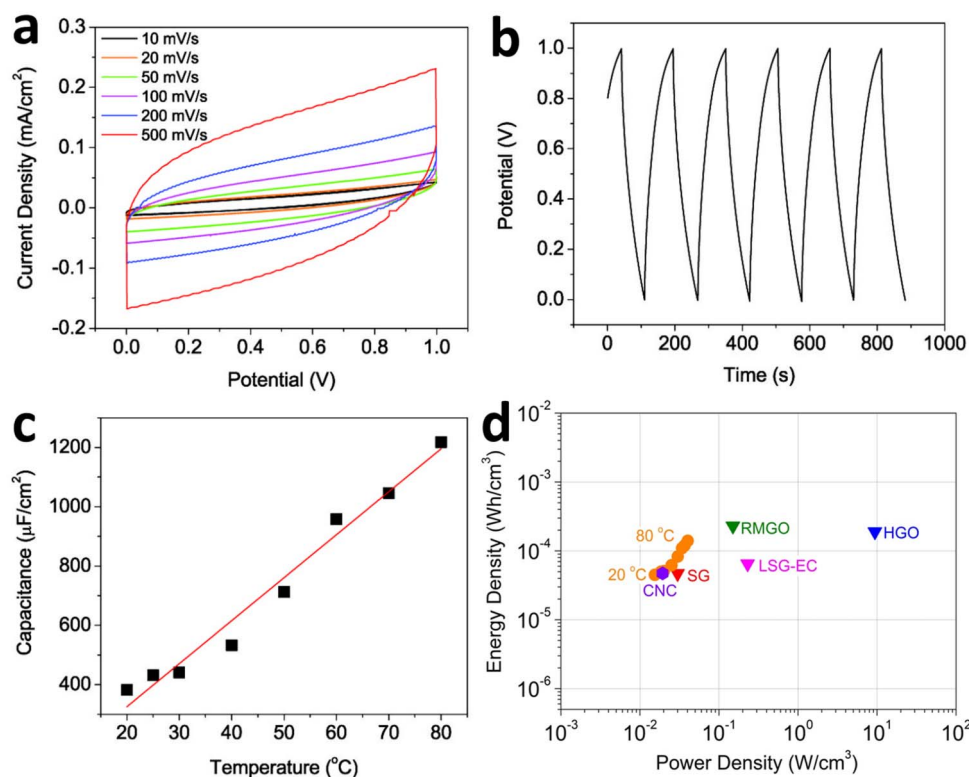 a
10 mV/s
20 mV/s
50 mV/s
100 mV/s
200 mV/s
500 mV/s
0.3
0.2
0.1
0.0
-0.1
-0.2
Current Density (mA/cm²)
0.0 0.2 0.4 0.6 0.8 1.0
Potential (V)
b
1.0
0.8
0.6
0.4
0.2
0.0
Potential (V)
0 200 400 600 800 1000
Time (s)
c
1200
1000
800
600
400
Capacitance (μF/cm²)
20 30 40 50 60 70 80
Temperature (°C)
d
10⁻²
10⁻³
10⁻⁴
10⁻⁵
10⁻⁶
Energy Density (Wh/cm³)
80 °C
RMGO
HGO
20 °C
SG
LSG-EC
CNC
10⁻³ 10⁻² 10⁻¹ 10⁰ 10¹ 10²
Power Density (W/cm³)